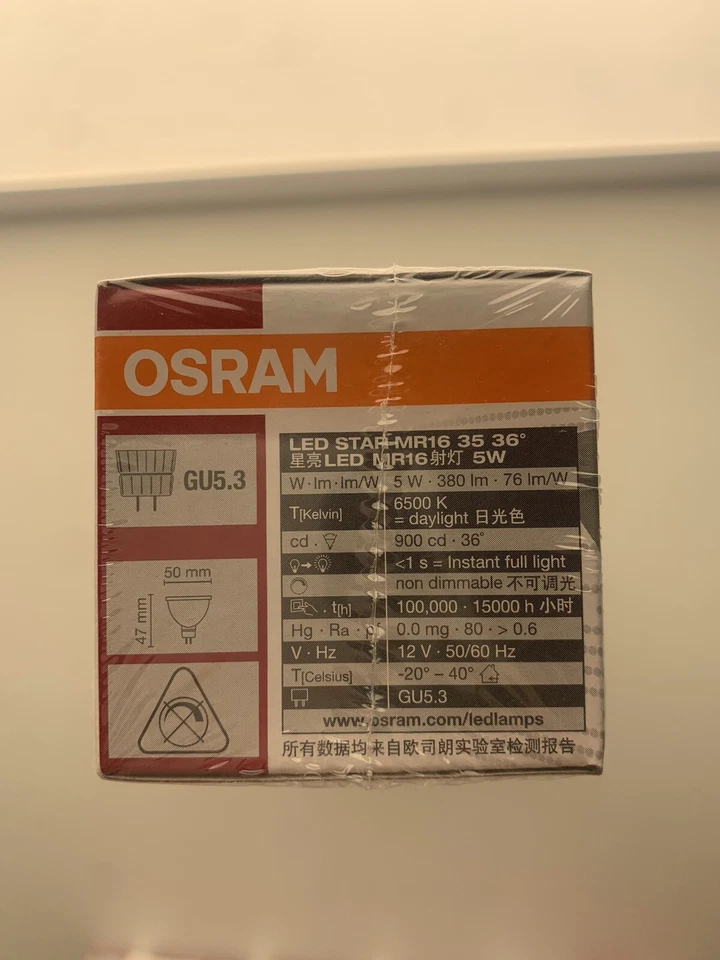 OSRAM
GU5.3
50 mm
47 mm
LED STAR MR16 35 36°
星亮LED MR16射灯 5W
W·lm·lm/W 5 W · 380 lm · 76 lm/W
T[Kelvin] 6500 K
= daylight 日光色
cd · 900 cd · 36°
<1 s = Instant full light
non dimmable 不可调光
· t[h] 100,000 · 15000 h 小时
Hg · Ra · pf 0.0 mg · 80 · > 0.6
V · Hz 12 V · 50/60 Hz
T[Celsius] -20° – 40°
GU5.3
www.osram.com/ledlamps
所有数据均来自欧司朗实验室检测报告